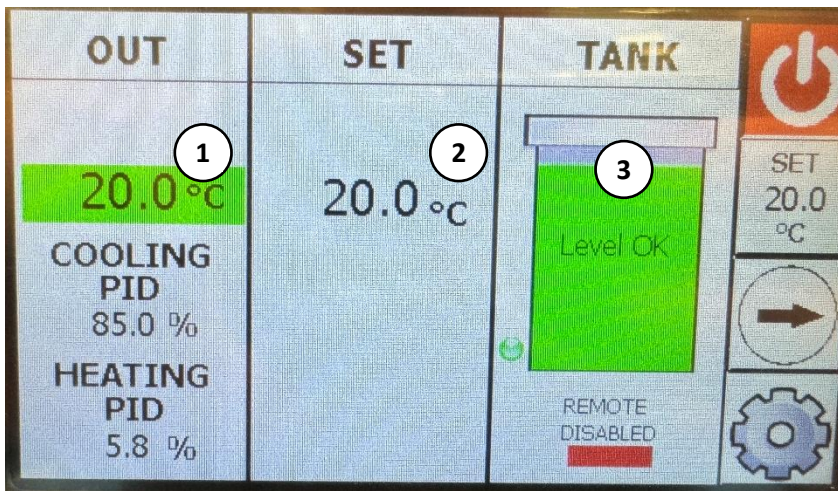 OUT
SET
TANK
1
2
3
20.0 °C
20.0 °C
Level OK
COOLING
PID
85.0 %
HEATING
PID
5.8 %
REMOTE
DISABLED
SET
20.0
°C